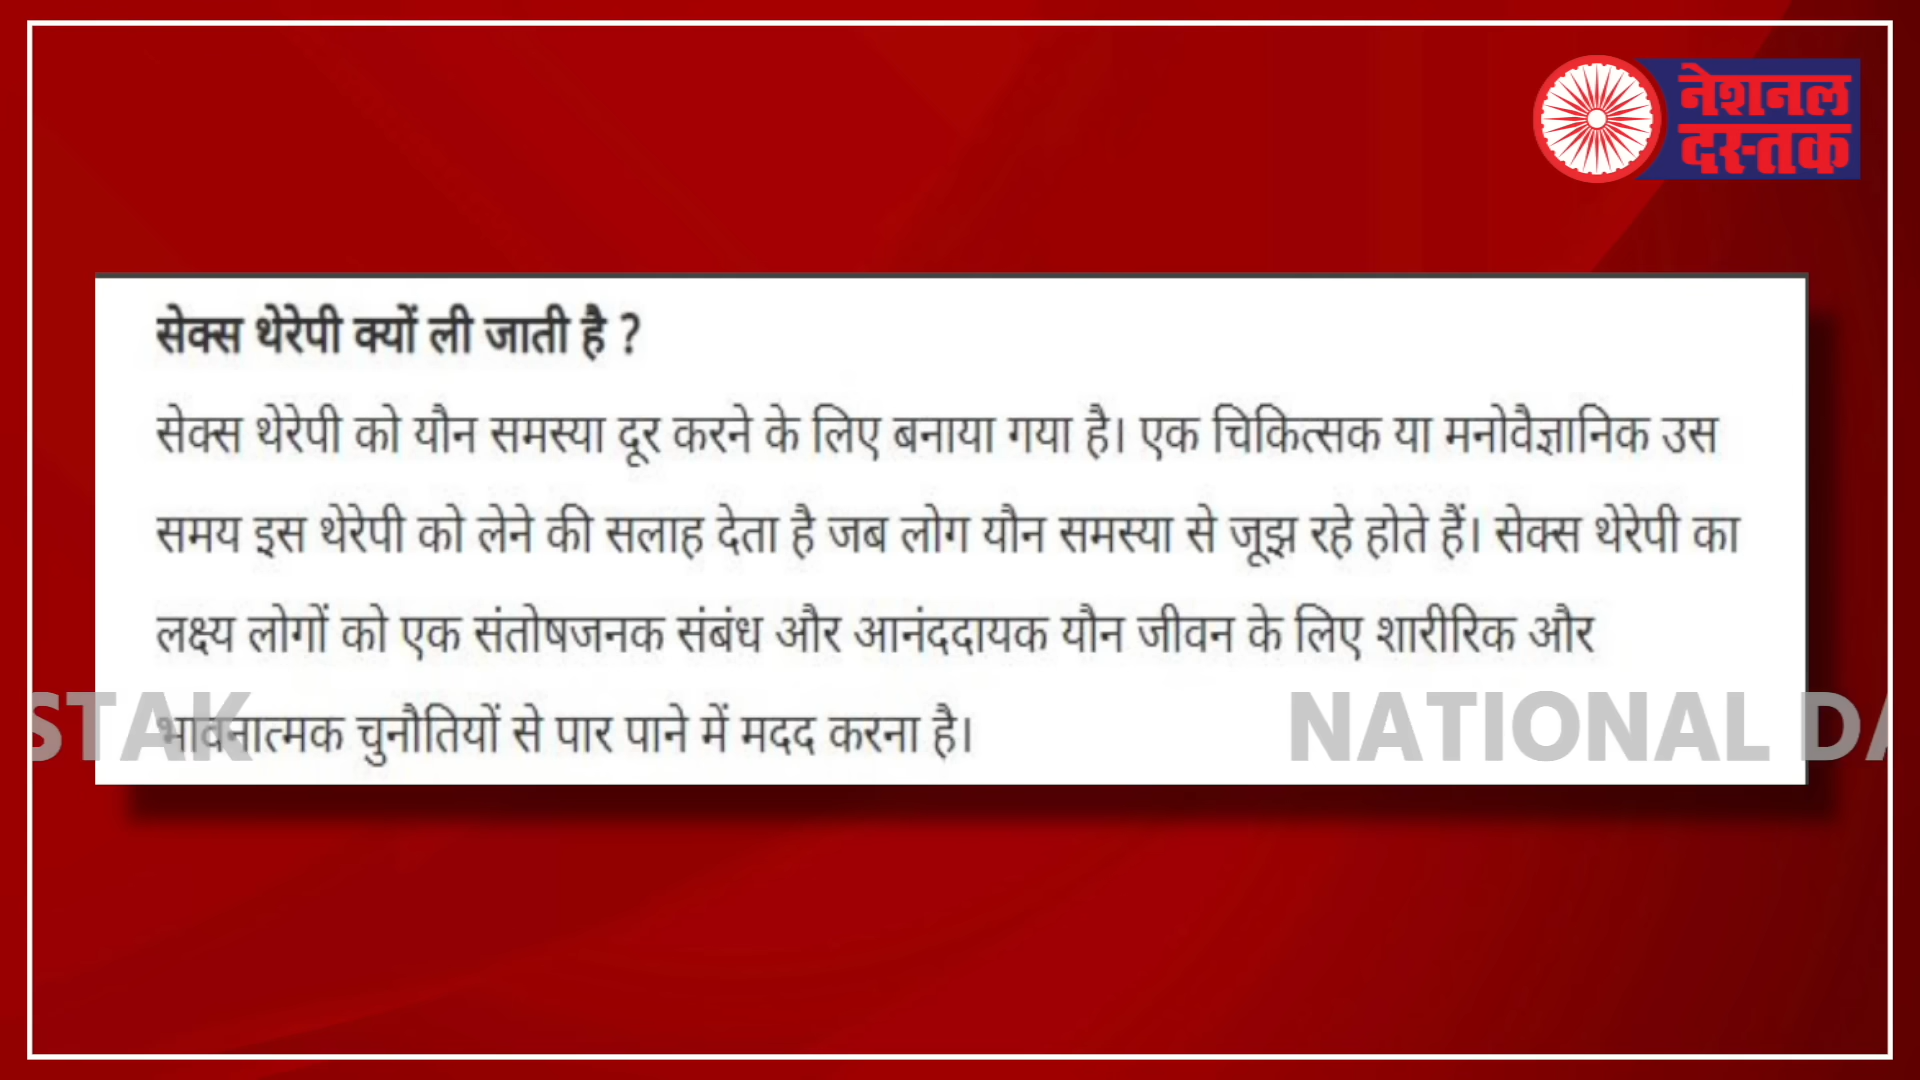 नेशनल
दस्तक
सेक्स थेरेपी क्यों ली जाती है ?
सेक्स थेरेपी को यौन समस्या दूर करने के लिए बनाया गया है। एक चिकित्सक या मनोवैज्ञानिक उस
समय इस थेरेपी को लेने की सलाह देता है जब लोग यौन समस्या से जूझ रहे होते हैं। सेक्स थेरेपी का
लक्ष्य लोगों को एक संतोषजनक संबंध और आनंददायक यौन जीवन के लिए शारीरिक और
भावनात्मक चुनौतियों से पार पाने में मदद करना है।
STAK NATIONAL DA